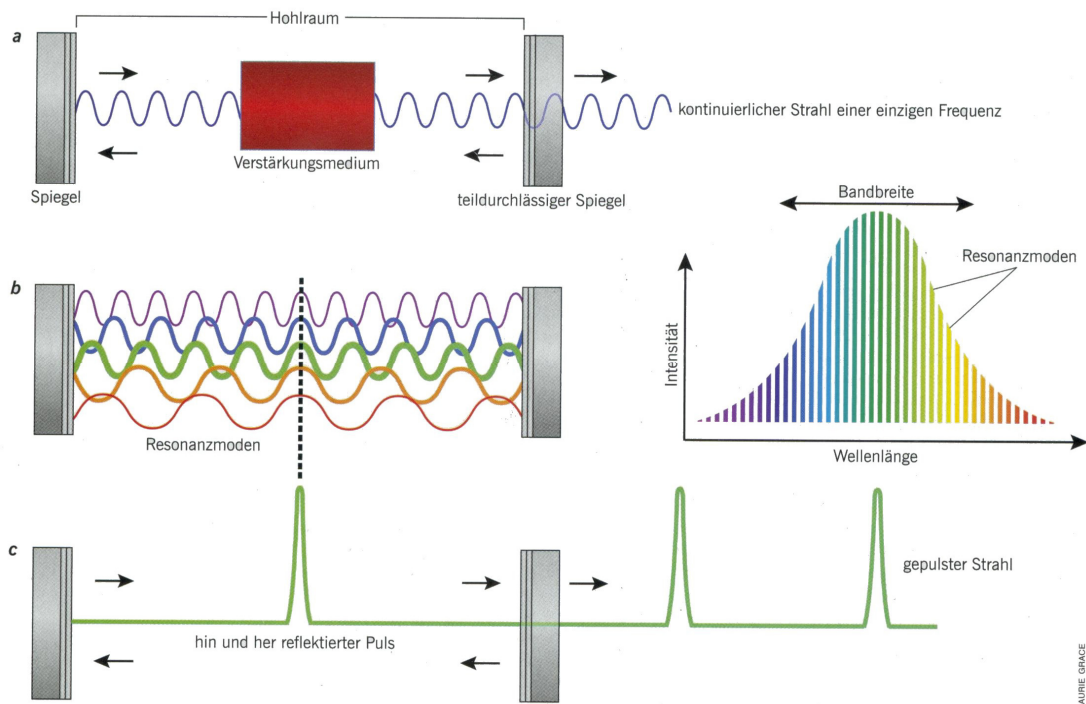 Hohlraum
a
kontinuierlicher Strahl einer einzigen Frequenz
Verstärkungsmedium
Spiegel
teildurchlässiger Spiegel
Bandbreite
Resonanzmoden
Intensität
Wellenlänge
b
Resonanzmoden
c
gepulster Strahl
hin und her reflektierter Puls
AURIE GRACE